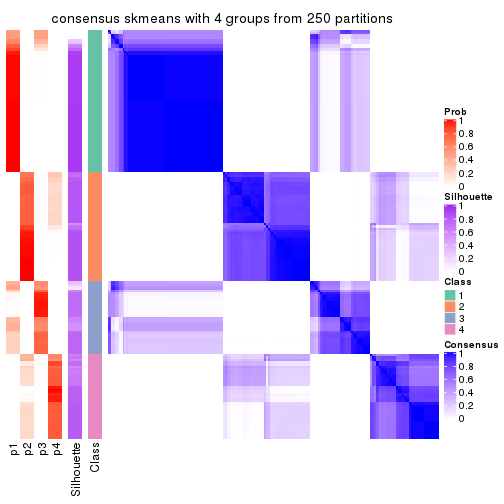 consensus skmeans with 4 groups from 250 partitions
Prob
1
0.8
0.6
0.4
0.2
0
Silhouette
1
0.8
0.6
0.4
0.2
0
Class
1
2
3
4
Consensus
1
0.8
0.6
0.4
0.2
0
p1
p2
p3
p4
Silhouette
Class